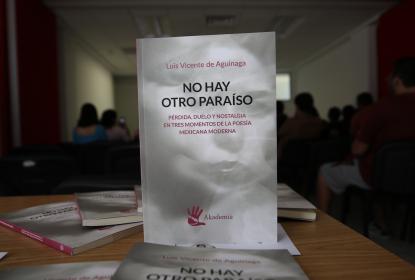 Luis Vicente de Aguinaga
NO HAY
OTRO PARAÍSO
PÉRDIDA, DUELO Y NOSTALGIA
EN TRES MOMENTOS DE LA POESÍA
MEXICANA MODERNA
Akademia
Luis Vicente de Aguinaga
NO HAY
OTRO PARAÍSO